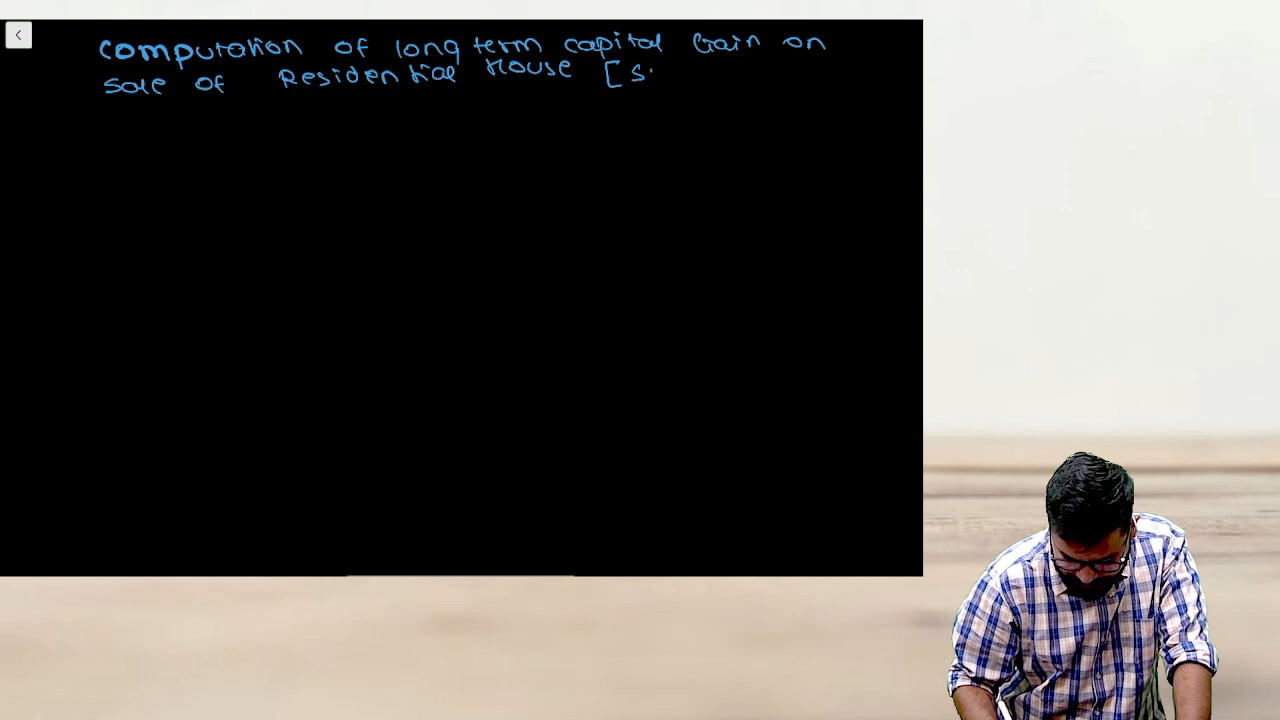 computation of long term capital Gain on
sale of Residential House [s.